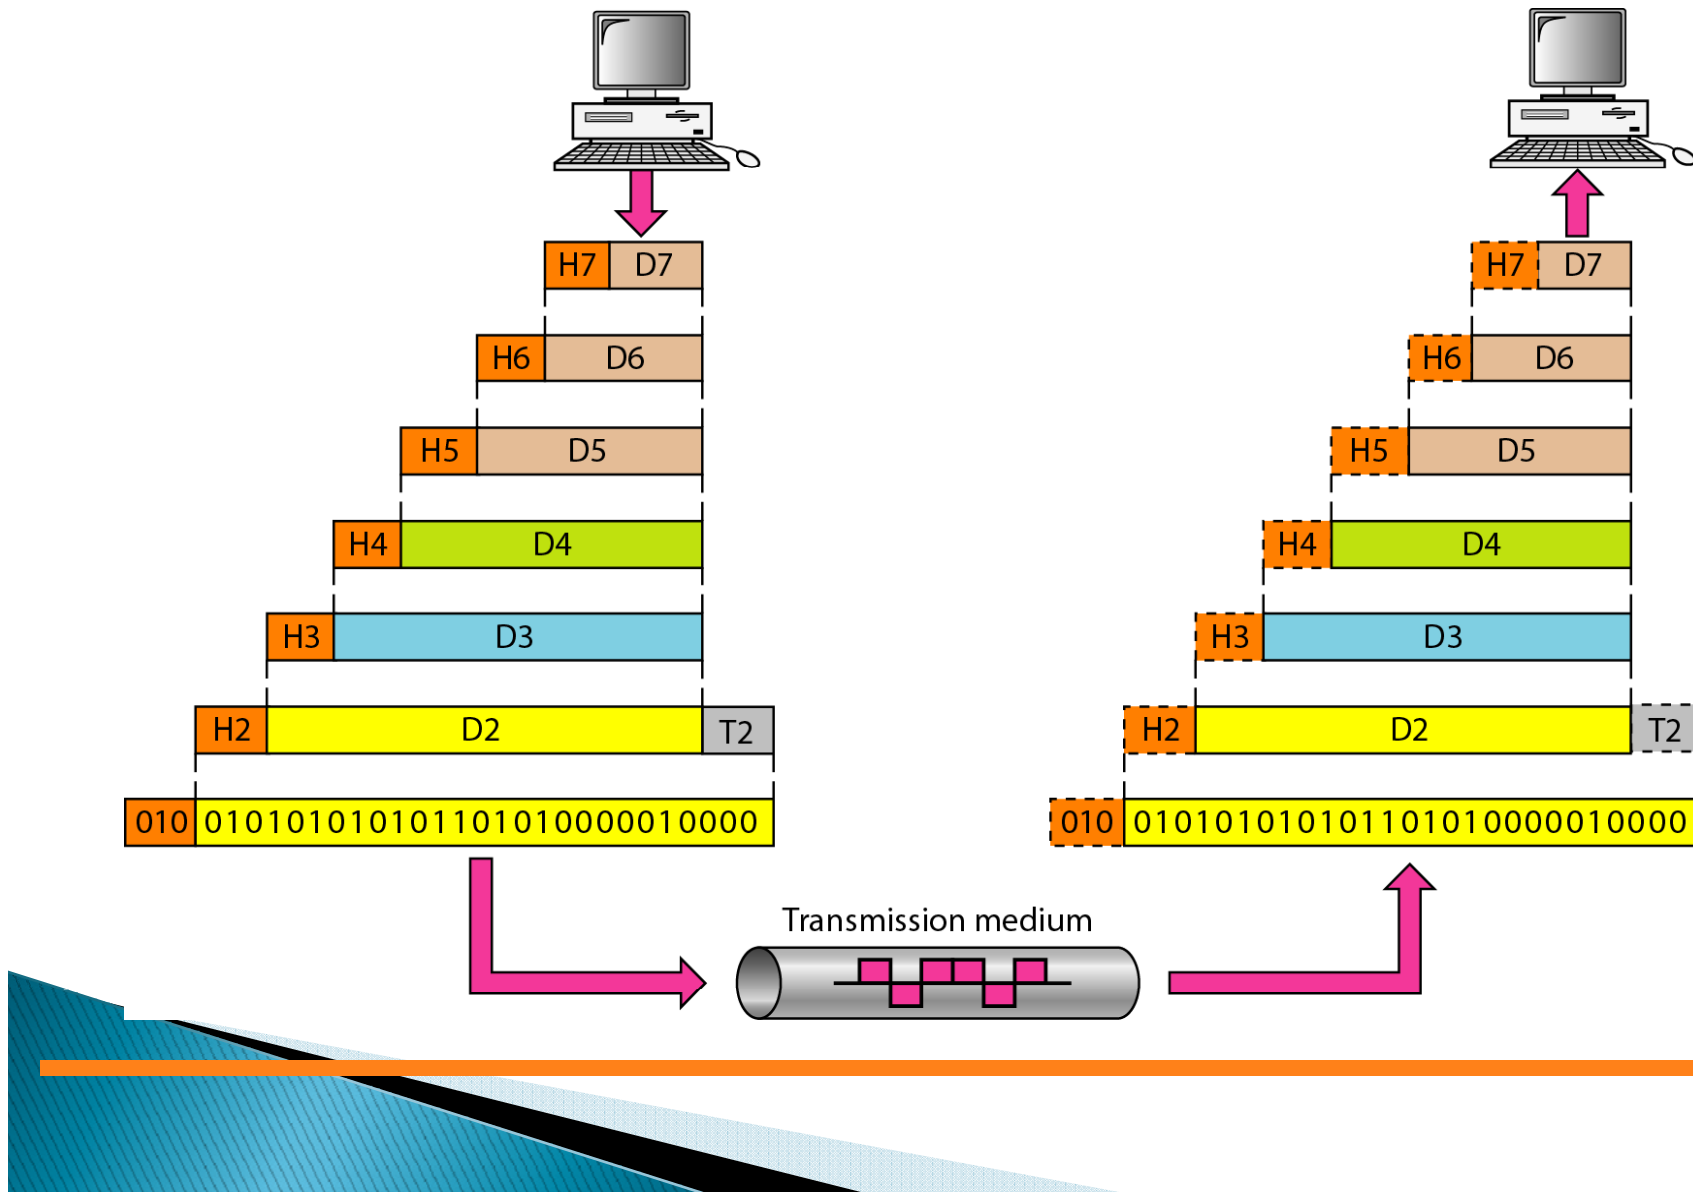 H7 D7 H7 D7
H6 D6 H6 D6
H5 D5 H5 D5
H4 D4 H4 D4
H3 D3 H3 D3
H2 D2 T2 H2 D2 T2
010 010101010101101010000010000 010 010101010101101010000010000
Transmission medium